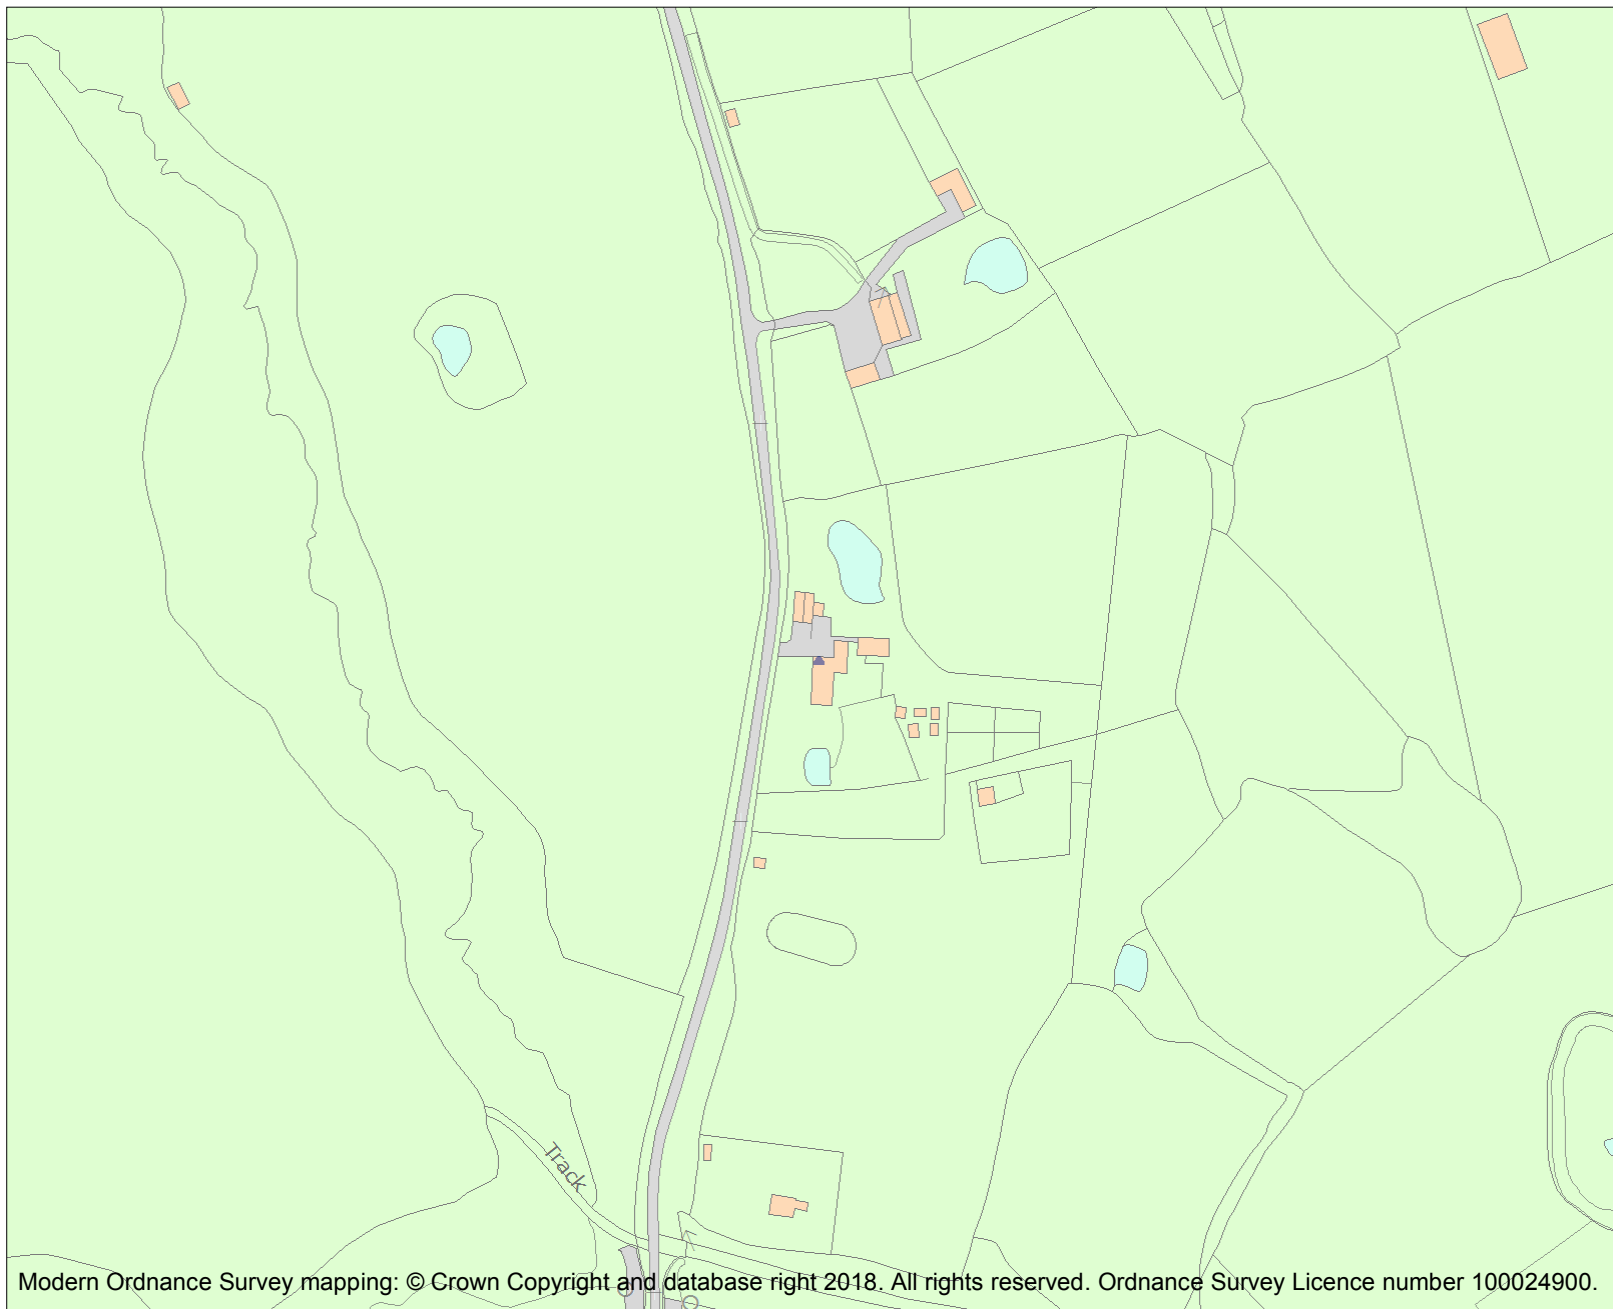 Track
Modern Ordnance Survey mapping: © Crown Copyright and database right 2018. All rights reserved. Ordnance Survey Licence number 100024900.